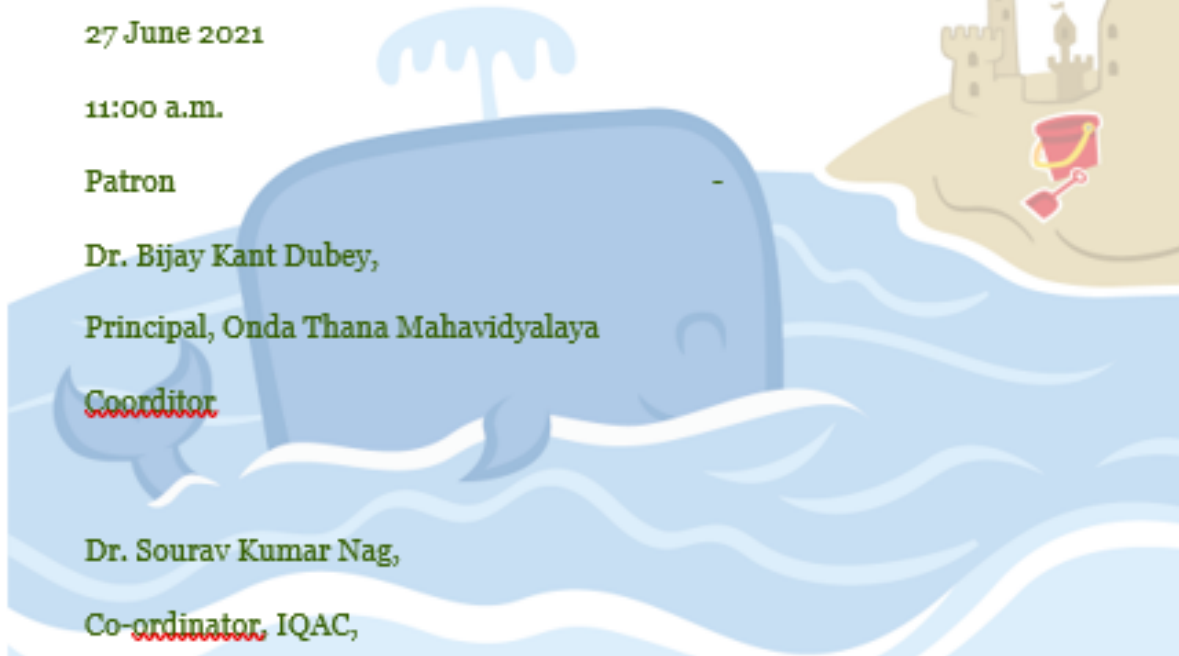 27 June 2021
11:00 a.m.
Patron -
Dr. Bijay Kant Dubey,
Principal, Onda Thana Mahavidyalaya
Coorditor
Dr. Sourav Kumar Nag,
Co-ordinator, IQAC,